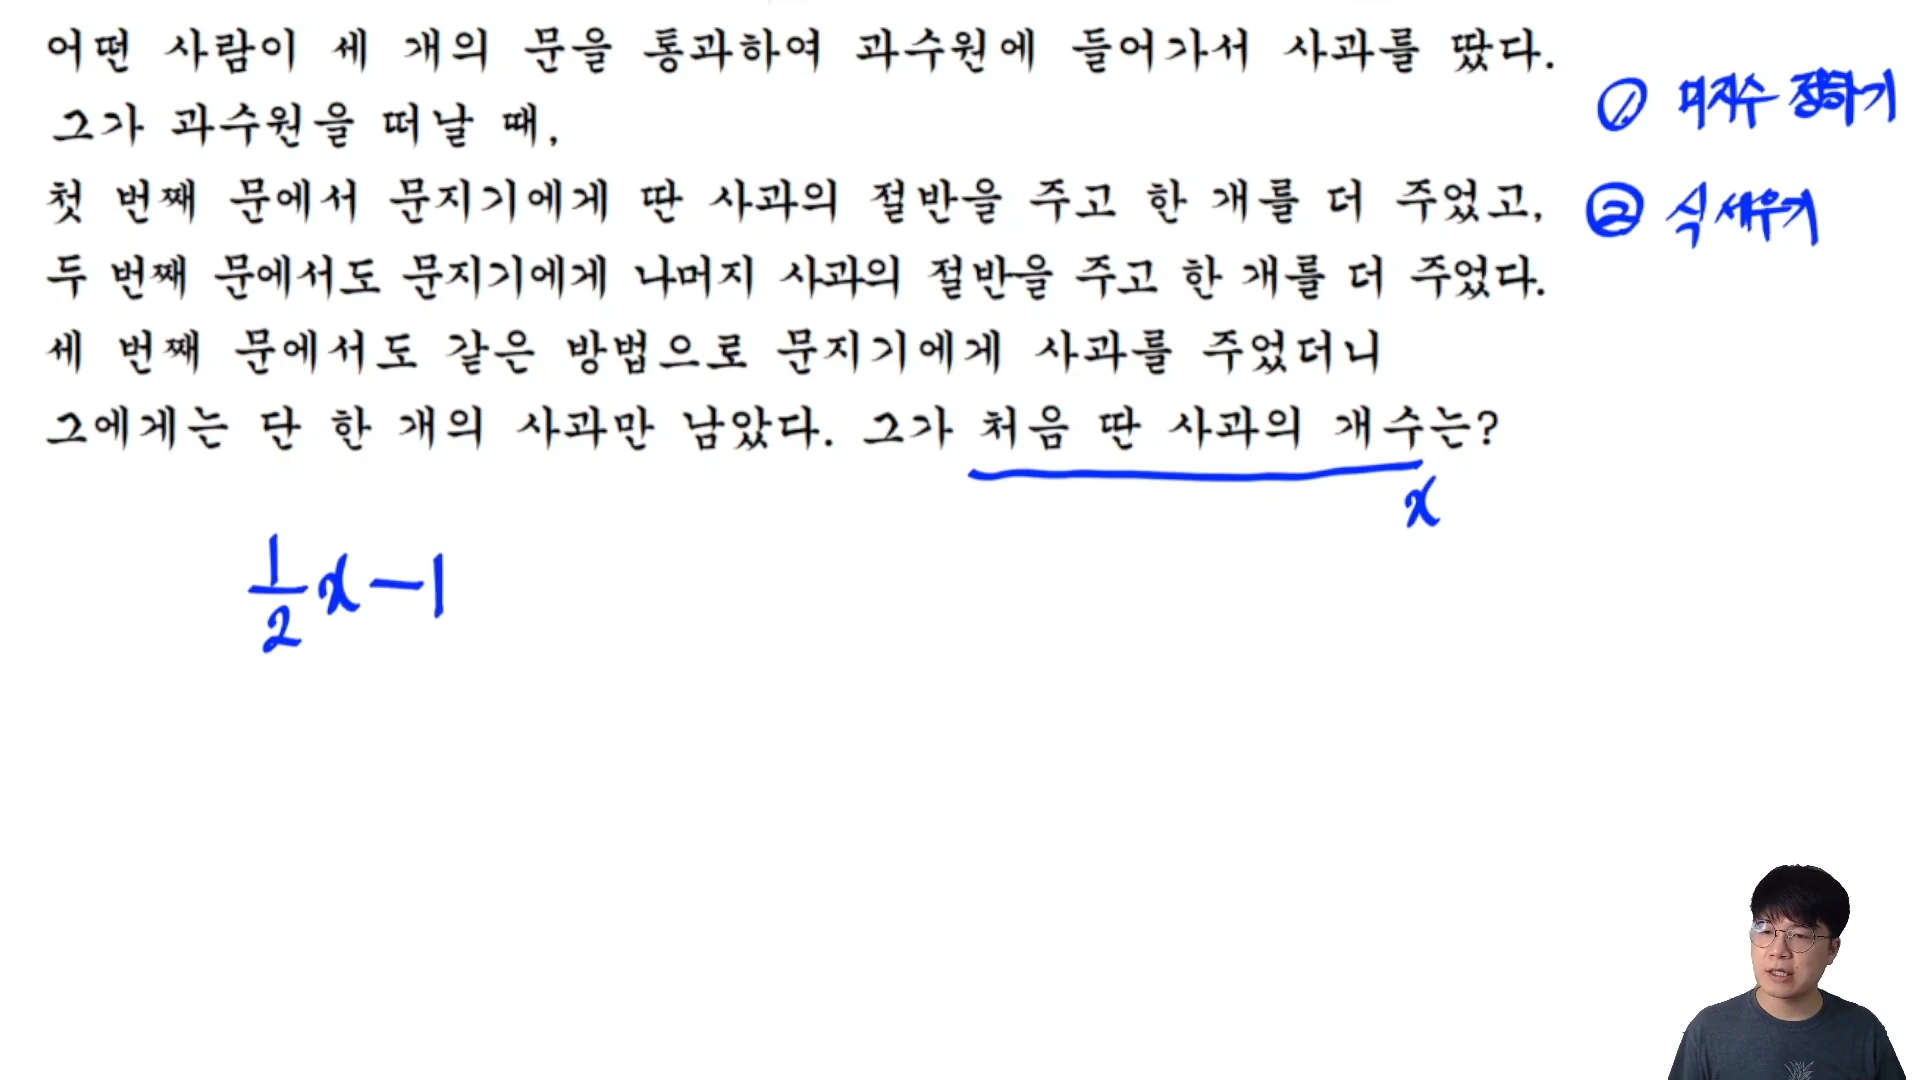 어떤 사람이 세 개의 문을 통과하여 과수원에 들어가서 사과를 땄다.
그가 과수원을 떠날 때,
첫 번째 문에서 문지기에게 딴 사과의 절반을 주고 한 개를 더 주었고,
두 번째 문에서도 문지기에게 나머지 사과의 절반을 주고 한 개를 더 주었다.
세 번째 문에서도 같은 방법으로 문지기에게 사과를 주었더니
그에게는 단 한 개의 사과만 남았다. 그가 처음 딴 사과의 개수는?
① 미지수 정하기
② 식 세우기
x
1/2 x - 1